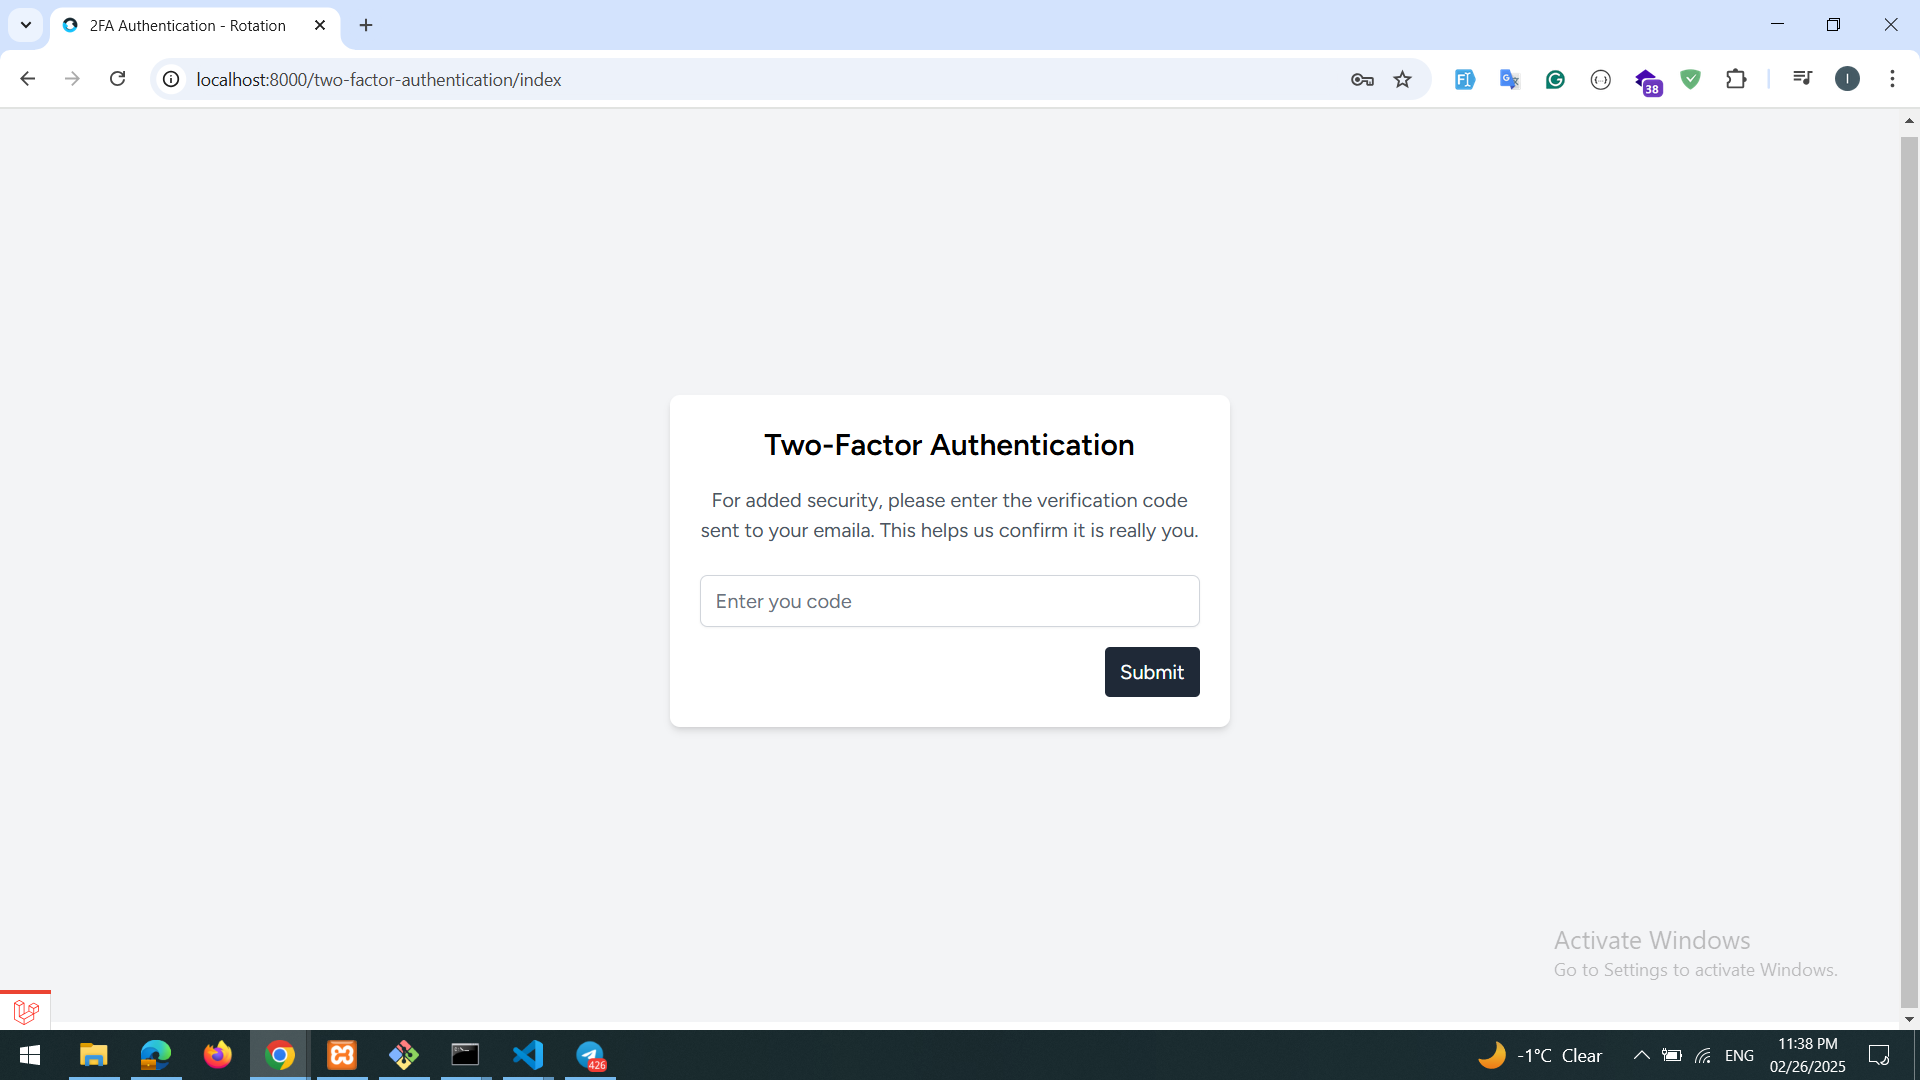 2FA Authentication - Rotation
localhost:8000/two-factor-authentication/index
38
I
Two-Factor Authentication
For added security, please enter the verification code
sent to your emaila. This helps us confirm it is really you.
Enter you code
Submit
Activate Windows
Go to Settings to activate Windows.
426
-1°C Clear
ENG
11:38 PM
02/26/2025